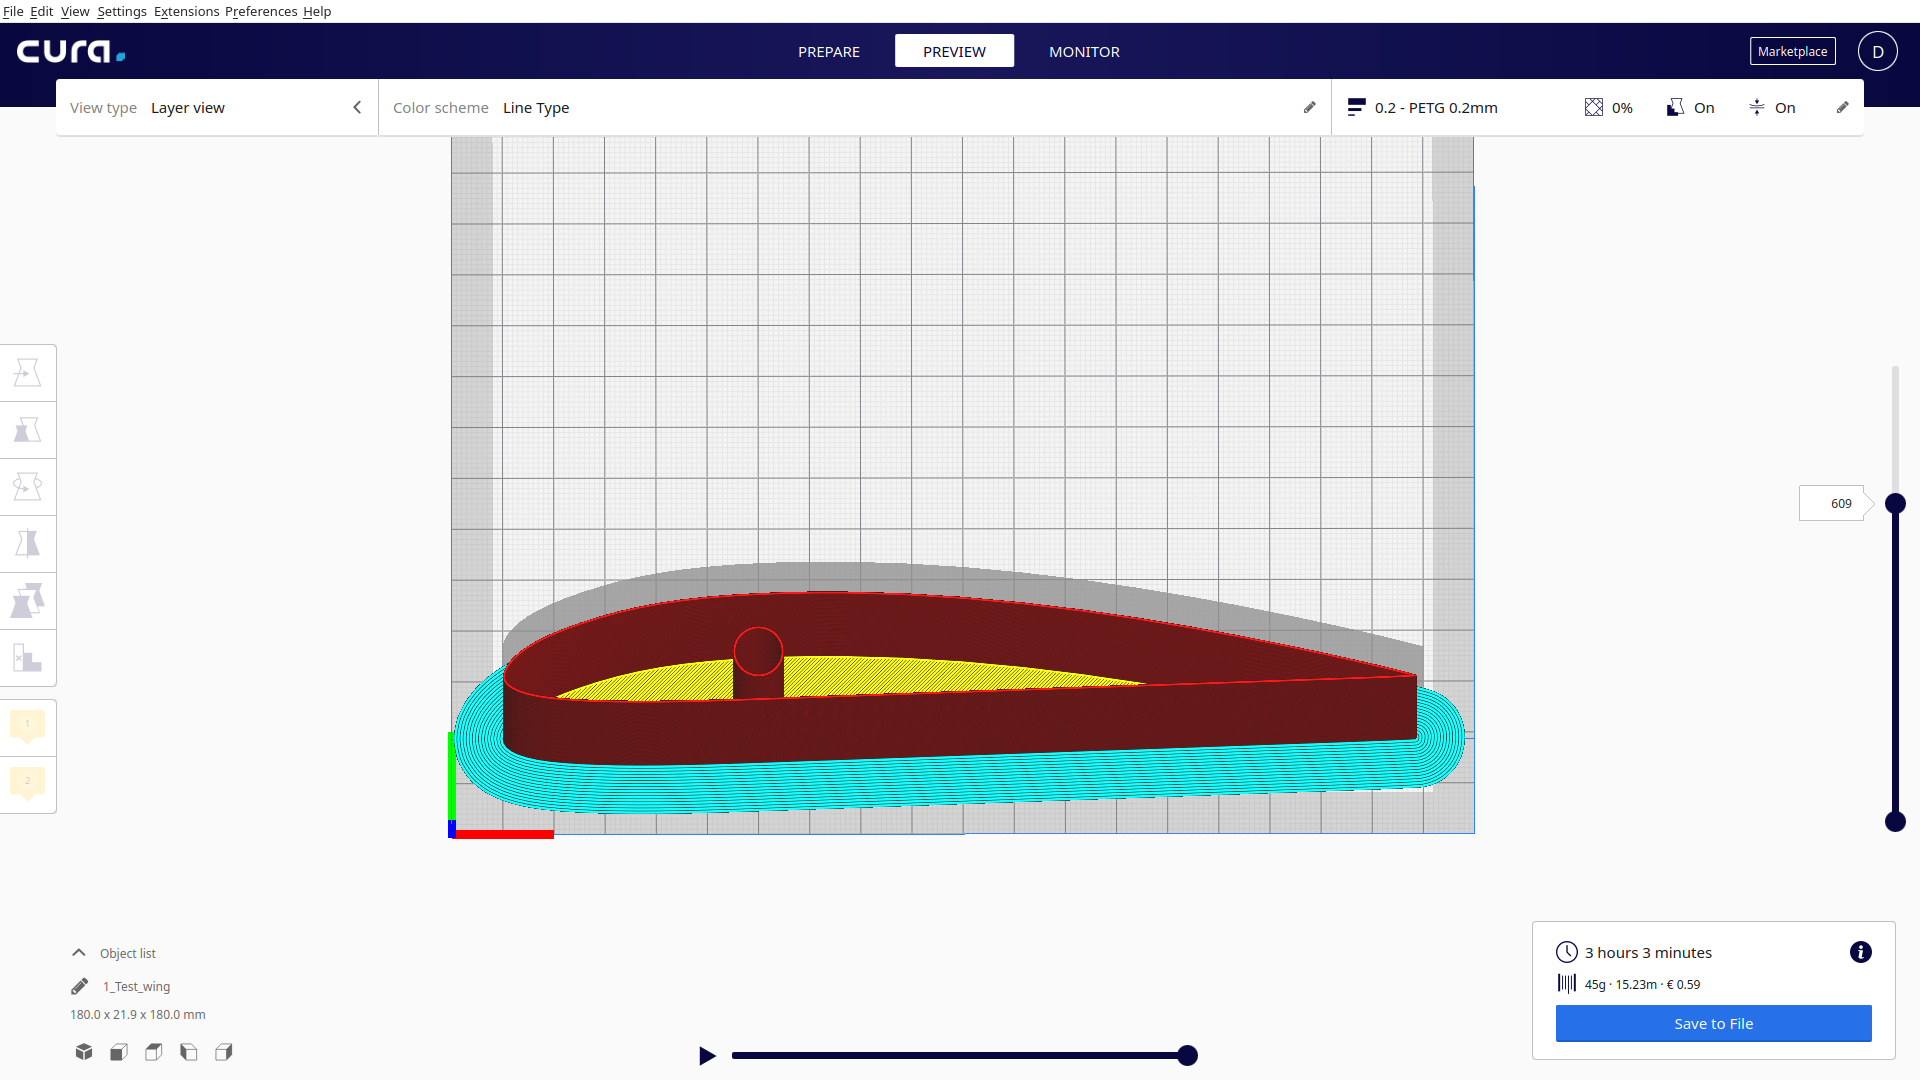 File Edit View Settings Extensions Preferences Help
cura.
PREPARE PREVIEW MONITOR
Marketplace D
View type Layer view
Color scheme Line Type
0.2 - PETG 0.2mm 0% On On
609
1
2
Object list
1_Test_wing
180.0 x 21.9 x 180.0 mm
3 hours 3 minutes
45g · 15.23m · € 0.59
Save to File